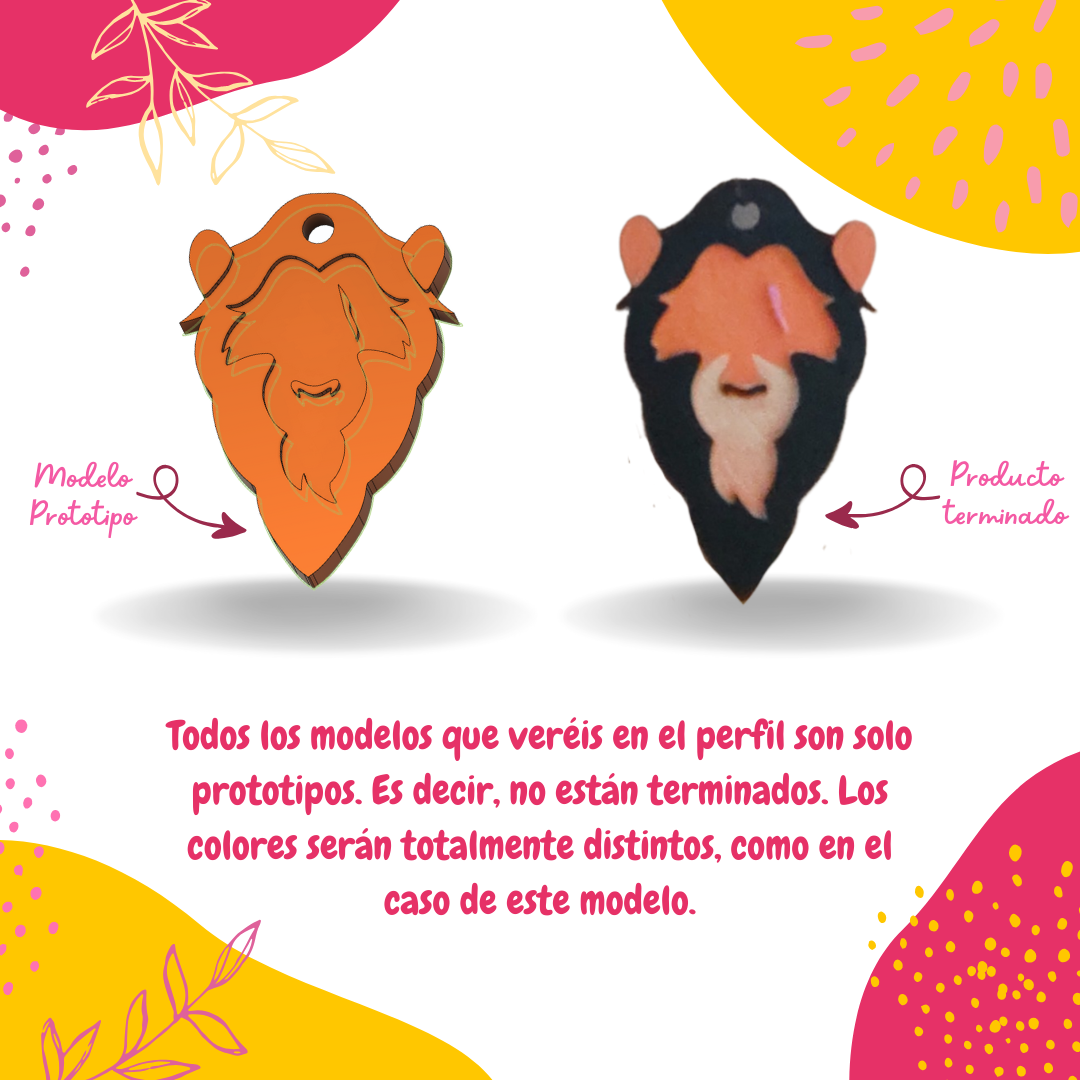 Modelo
Prototipo
Producto
terminado
Todos los modelos que veréis en el perfil son solo
prototipos. Es decir, no están terminados. Los
colores serán totalmente distintos, como en el
caso de este modelo.